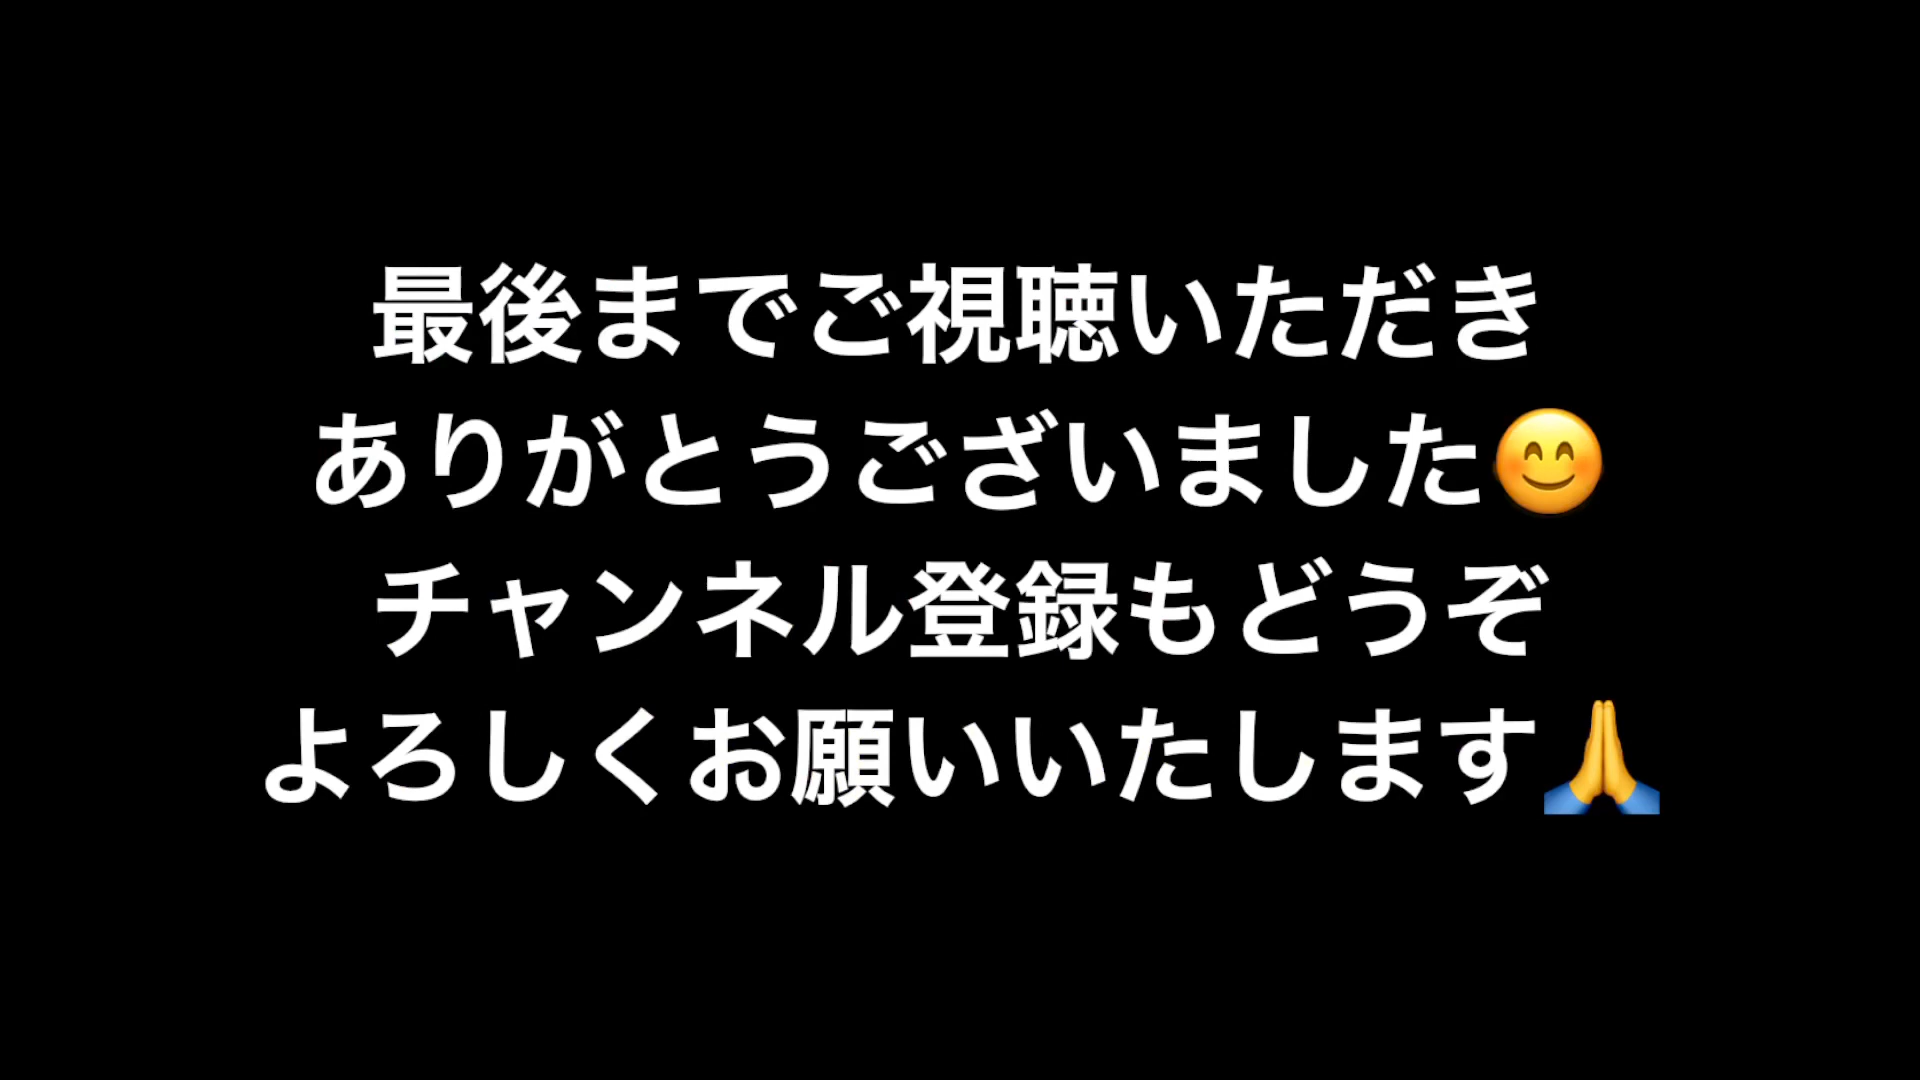 最後までご視聴いただき
ありがとうございました😊
チャンネル登録もどうぞ
よろしくお願いいたします🙏